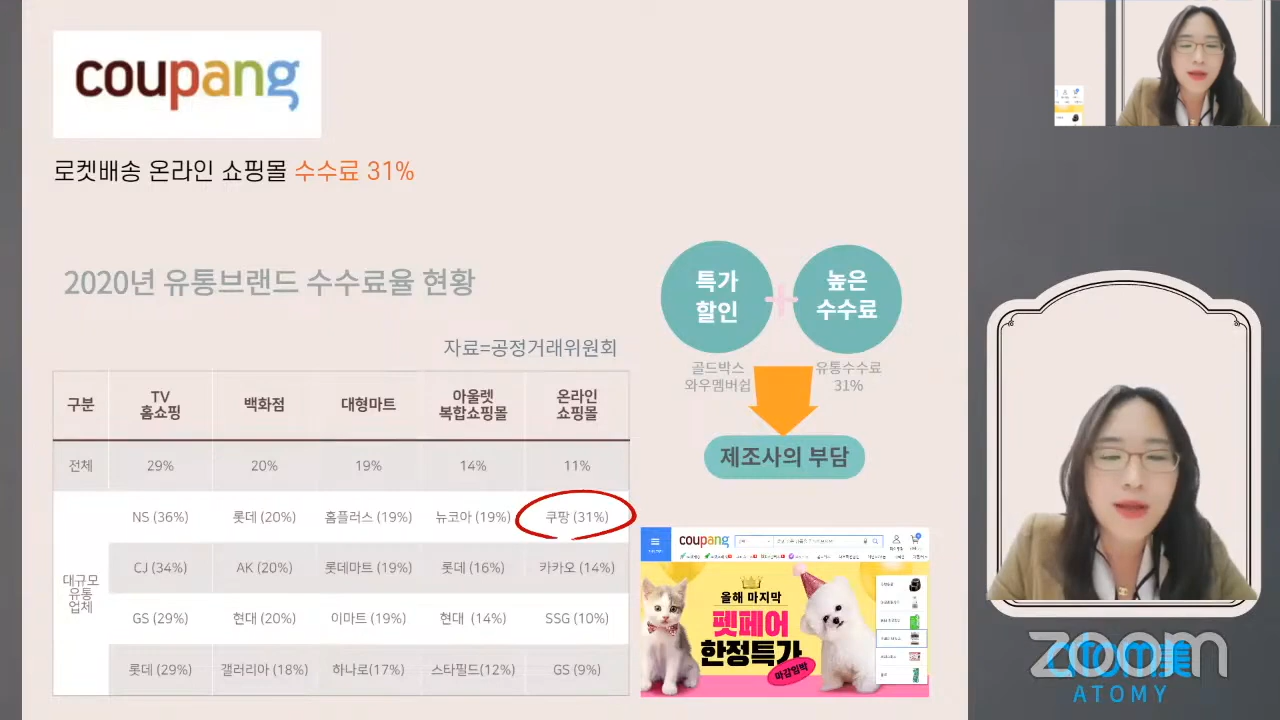 coupang
로켓배송 온라인 쇼핑몰 수수료 31%
2020년 유통브랜드 수수료율 현황
자료=공정거래위원회
구분 TV 홈쇼핑 백화점 대형마트 아울렛 복합쇼핑몰 온라인 쇼핑몰
전체 29% 20% 19% 14% 11%
대규모 유통 업체
NS (36%) 롯데 (20%) 홈플러스 (19%) 뉴코아 (19%) 쿠팡 (31%)
CJ (34%) AK (20%) 롯데마트 (19%) 롯데 (16%) 카카오 (14%)
GS (29%) 현대 (20%) 이마트 (19%) 현대 (14%) SSG (10%)
롯데 (29%) 갤러리아 (18%) 하나로(17%) 스타필드(12%) GS (9%)
특가
할인
+
높은
수수료
골드박스
와우멤버쉽
유통수수료
31%
제조사의 부담
coupang
올해 마지막
펫페어
한정특가
마감임박
zoom
atom美
ATOMY